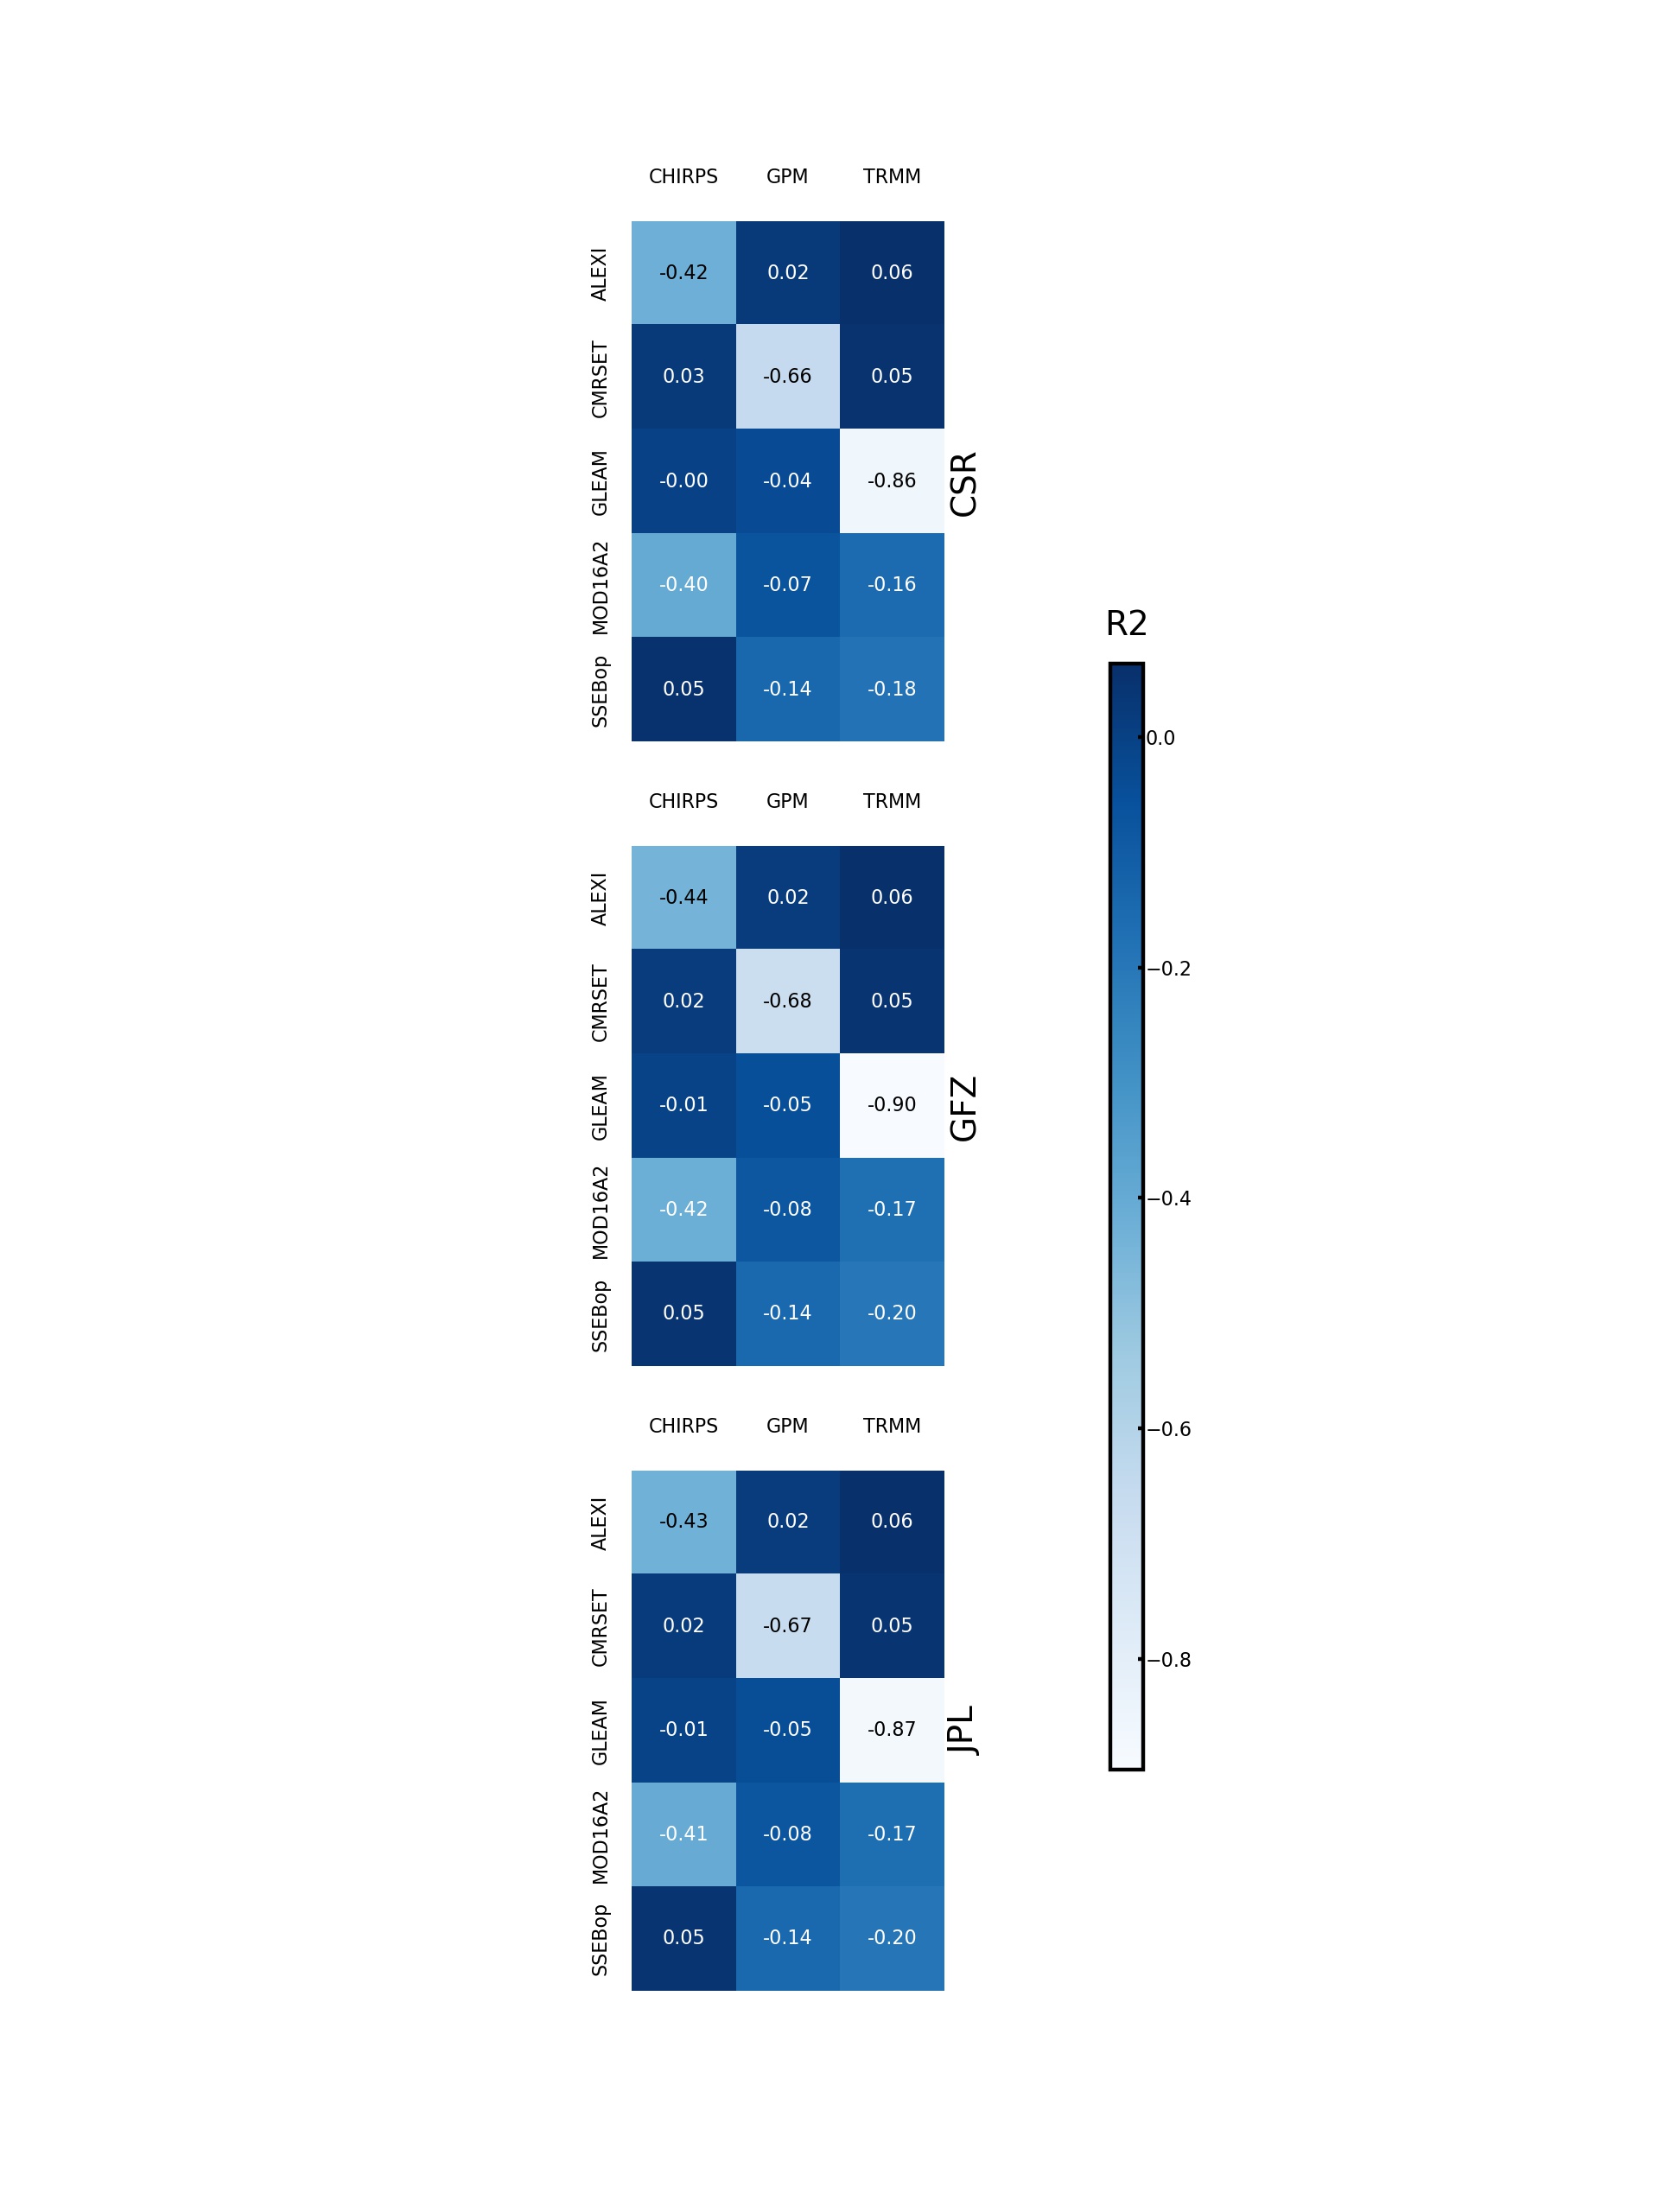 CHIRPS GPM TRMM
ALEXI -0.42 0.02 0.06
CMRSET 0.03 -0.66 0.05
GLEAM -0.00 -0.04 -0.86
MOD16A2 -0.40 -0.07 -0.16
SSEBop 0.05 -0.14 -0.18
CSR
CHIRPS GPM TRMM
ALEXI -0.44 0.02 0.06
CMRSET 0.02 -0.68 0.05
GLEAM -0.01 -0.05 -0.90
MOD16A2 -0.42 -0.08 -0.17
SSEBop 0.05 -0.14 -0.20
GFZ
CHIRPS GPM TRMM
ALEXI -0.43 0.02 0.06
CMRSET 0.02 -0.67 0.05
GLEAM -0.01 -0.05 -0.87
MOD16A2 -0.41 -0.08 -0.17
SSEBop 0.05 -0.14 -0.20
JPL
R2
0.0
−0.2
−0.4
−0.6
−0.8